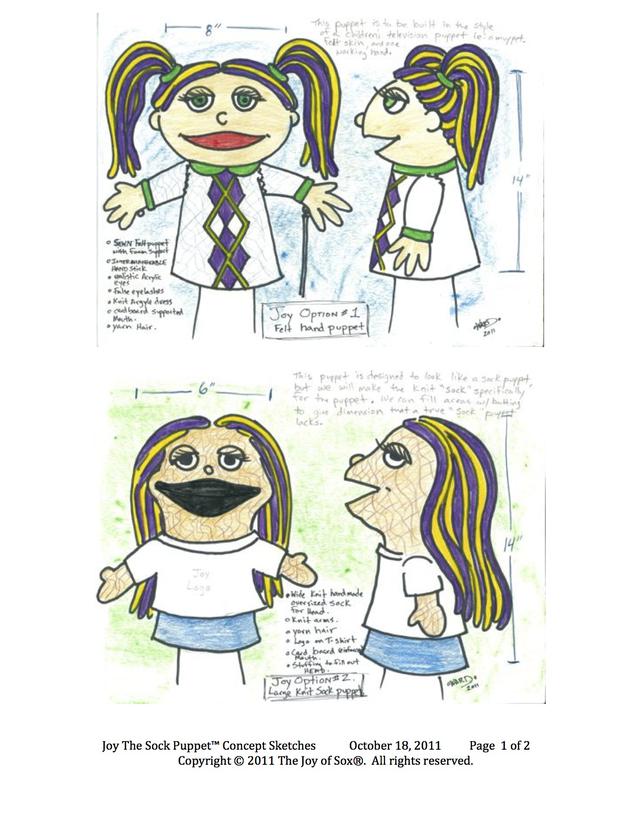 8"
This puppet is to be built in the style
of a children's television puppet ie-a muppet.
Felt skin, and one
working hand.
14"
o SEWN Felt puppet
with Foam Support
o INTERCHANGEABLE
HAND STICK
o realistic Acrylic
eyes
o False eyelashes
o Knit Argyle dress
o cardboard supported
Mouth.
o yarn Hair.
Joy OPTION #1
Felt hand puppet
WARD
2011
6"
This puppet is designed to look like a sock puppt
but we will make the Knit "Sock" specifically
for the puppet. We can fill areas w/batting
to give dimension that a true "Sock"
lacks.
14"
Joy
Logo
Wide Knit handmade
oversized sock
for Head.
Knit arms.
yarn hair
Logo on T-shirt
Card board reinforced
Mouth.
Stuffing to fill out
HEAD.
Joy OPTION #2.
Large Knit Sock puppet
WARD
2011
Joy The Sock Puppet™ Concept Sketches October 18, 2011 Page 1 of 2
Copyright © 2011 The Joy of Sox®. All rights reserved.